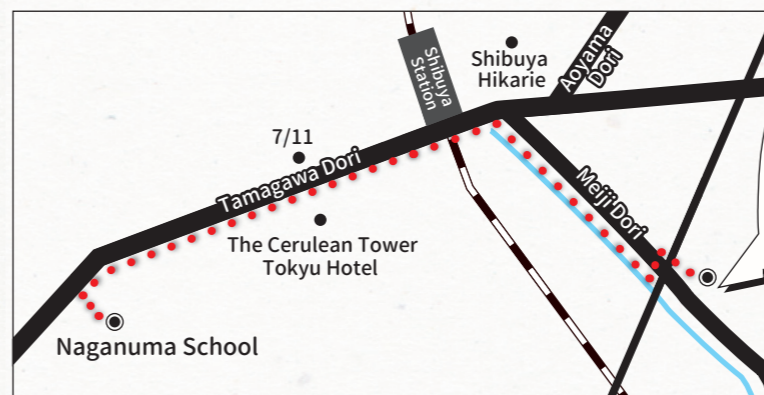 Shibuya
Station
Shibuya
Hikarie
Aoyama
Dori
7/11
Tamagawa Dori
Meiji Dori
The Cerulean Tower
Tokyu Hotel
Naganuma School